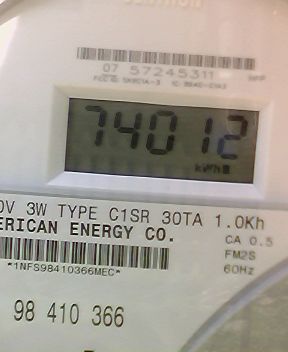 CENTRON
07 57245311
74012
kWh
0V 3W TYPE C1SR 30TA 1.0Kh
ERICAN ENERGY CO.
CA 0.5
*1NFS98410366MEC*
FM2S
60Hz
98 410 366